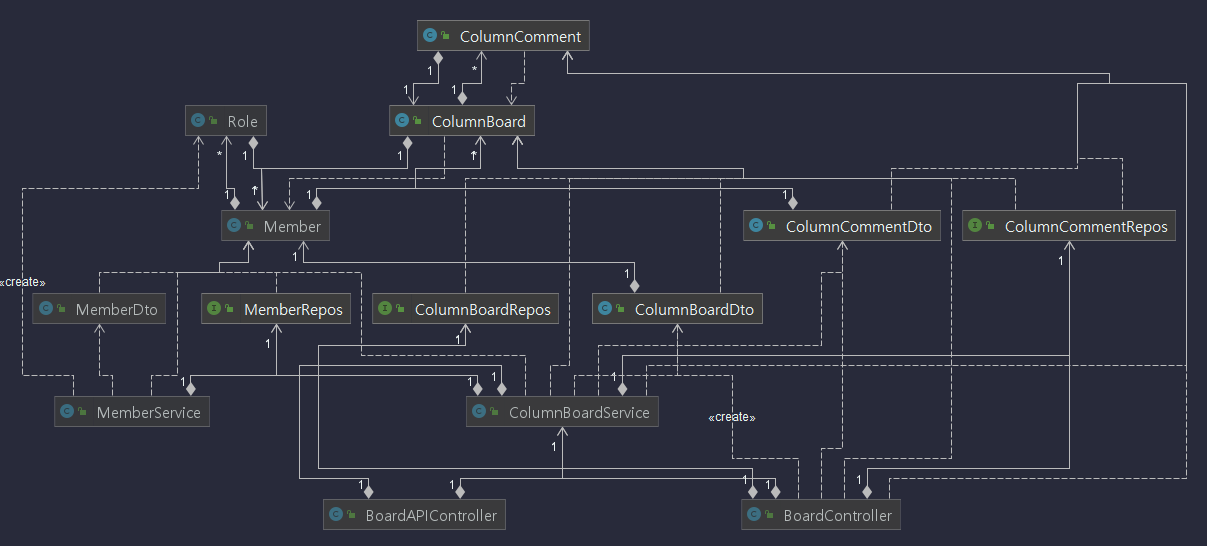 ColumnComment
1
*
1
1
Role
ColumnBoard
*
1
1
*
1
*
1
1
Member
ColumnCommentDto
ColumnCommentRepos
1
1
1
«create»
MemberDto
MemberRepos
ColumnBoardRepos
ColumnBoardDto
1
1
1
1
1
1
MemberService
ColumnBoardService
«create»
1
1
1
1
1
1
BoardAPIController
BoardController